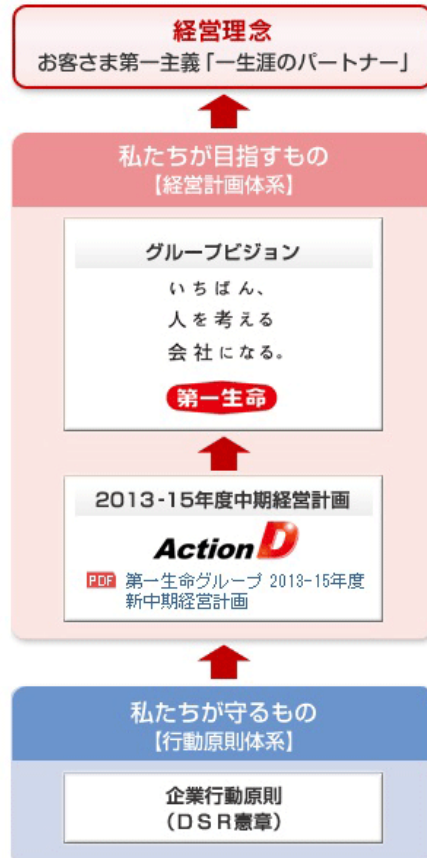 経営理念
お客さま第一主義「一生涯のパートナー」
私たちが目指すもの
【経営計画体系】
グループビジョン
いちばん、
人を考える
会社になる。
第一生命
2013-15年度中期経営計画
Action D
PDF 第一生命グループ 2013-15年度
新中期経営計画
私たちが守るもの
【行動原則体系】
企業行動原則
(DSR憲章)